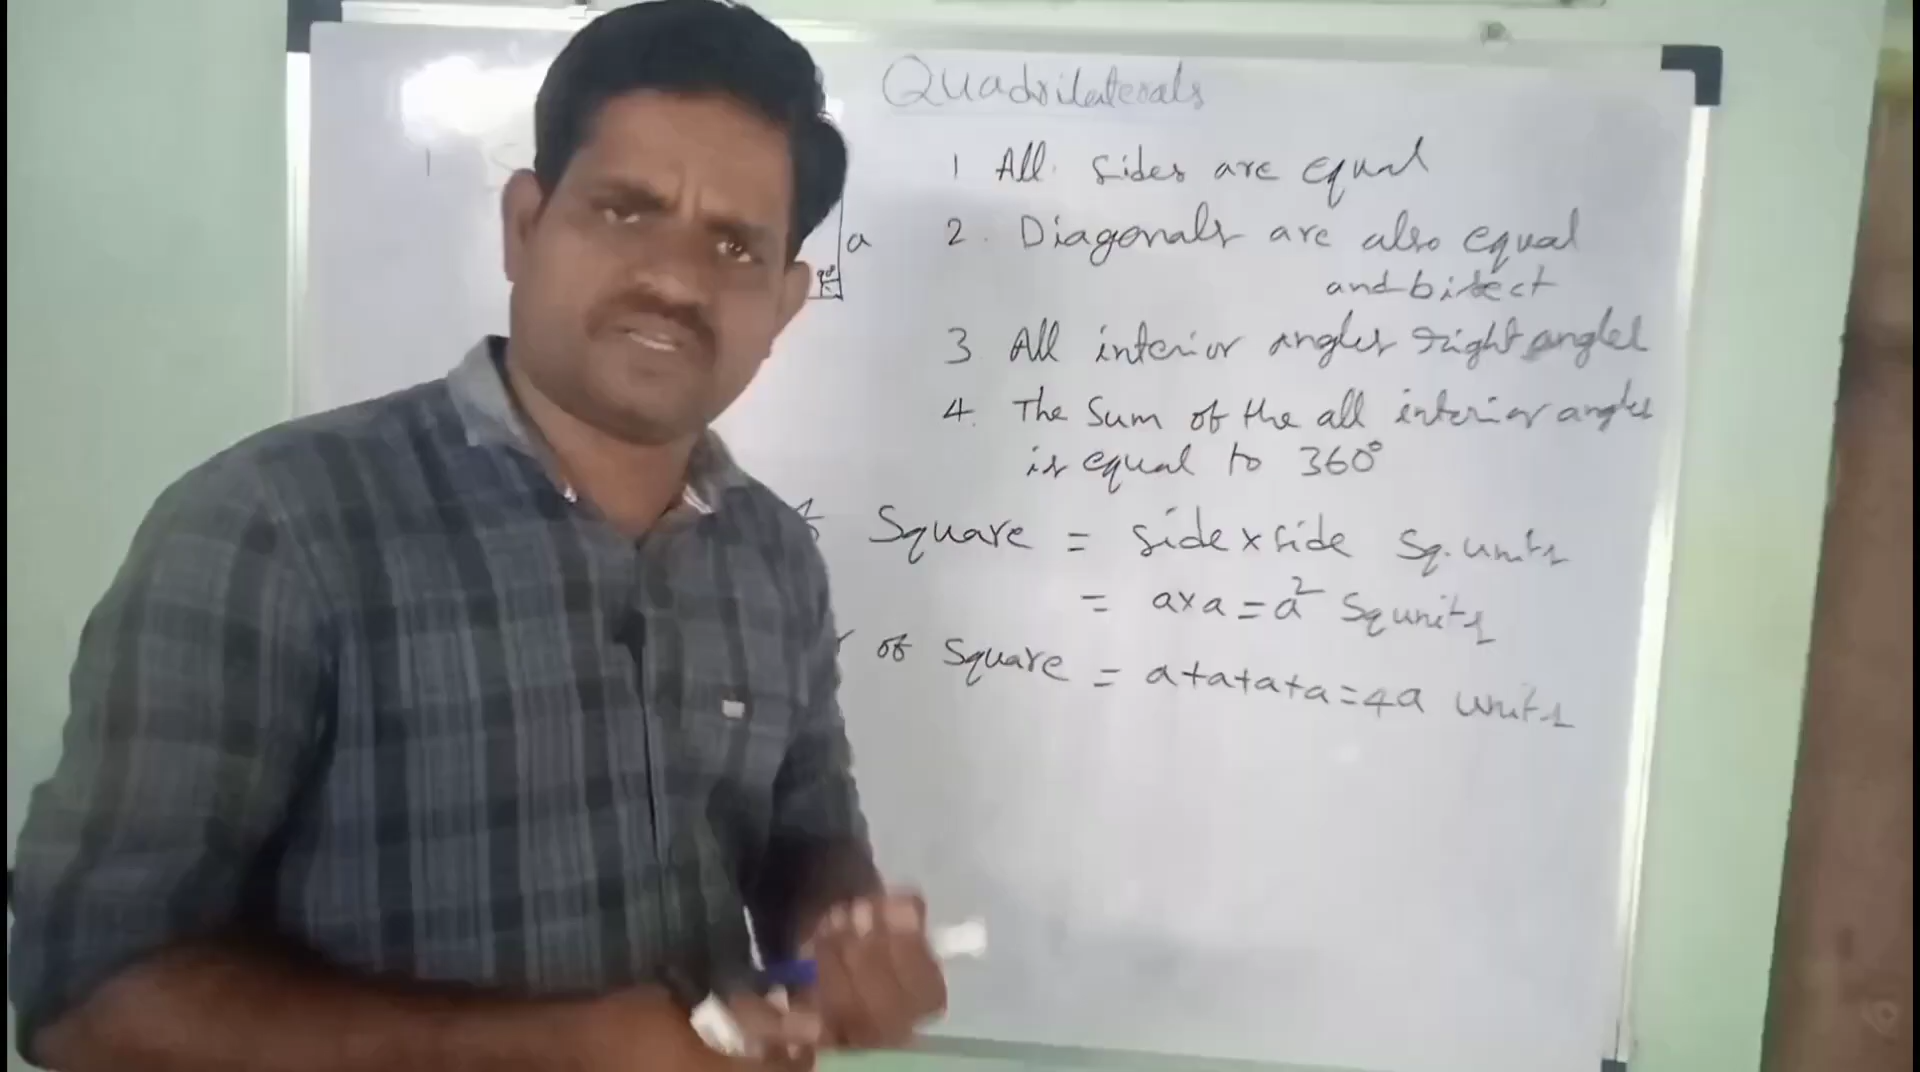 Quadrilaterals
1 All sides are equal
a
2. Diagonals are also equal
and bisect
90°
3 All interior angles right angles
4. The Sum of the all interior angles
is equal to 360°
Square = side x side Sq. units
= axa = a² Sq units
of Square = a+a+a+a=4a units